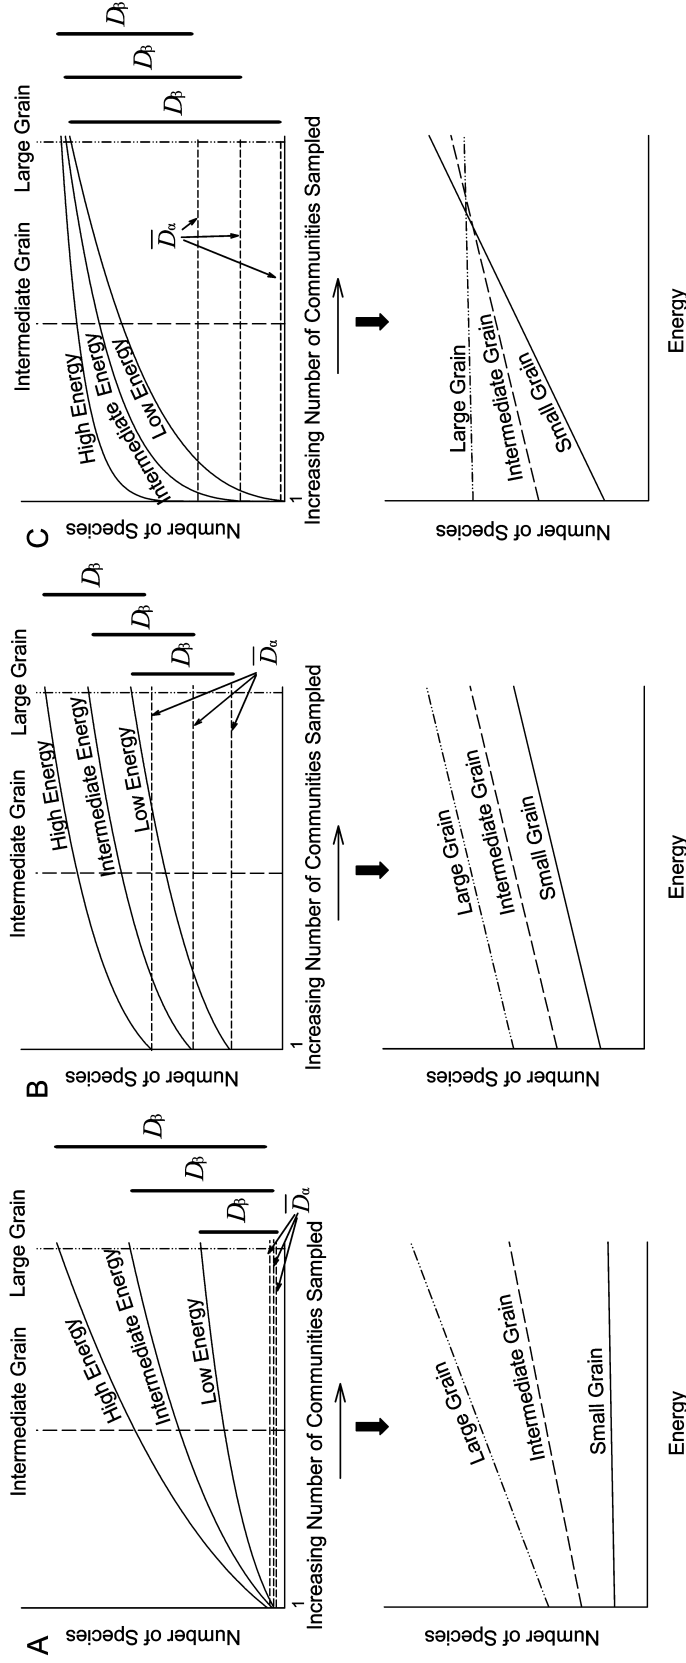 A
Intermediate Grain Large Grain
Number of Species
High Energy
Intermediate Energy
Low Energy
Dβ
Dβ
Dβ
D̅α
1
Increasing Number of Communities Sampled
Number of Species
Large Grain
Intermediate Grain
Small Grain
Energy
B
Intermediate Grain Large Grain
Number of Species
High Energy
Intermediate Energy
Low Energy
Dβ
Dβ
Dβ
D̅α
1
Increasing Number of Communities Sampled
Number of Species
Large Grain
Intermediate Grain
Small Grain
Energy
C
Intermediate Grain Large Grain
Number of Species
High Energy
Intermediate Energy
Low Energy
Dβ
Dβ
Dβ
D̅α
1
Increasing Number of Communities Sampled
Number of Species
Large Grain
Intermediate Grain
Small Grain
Energy